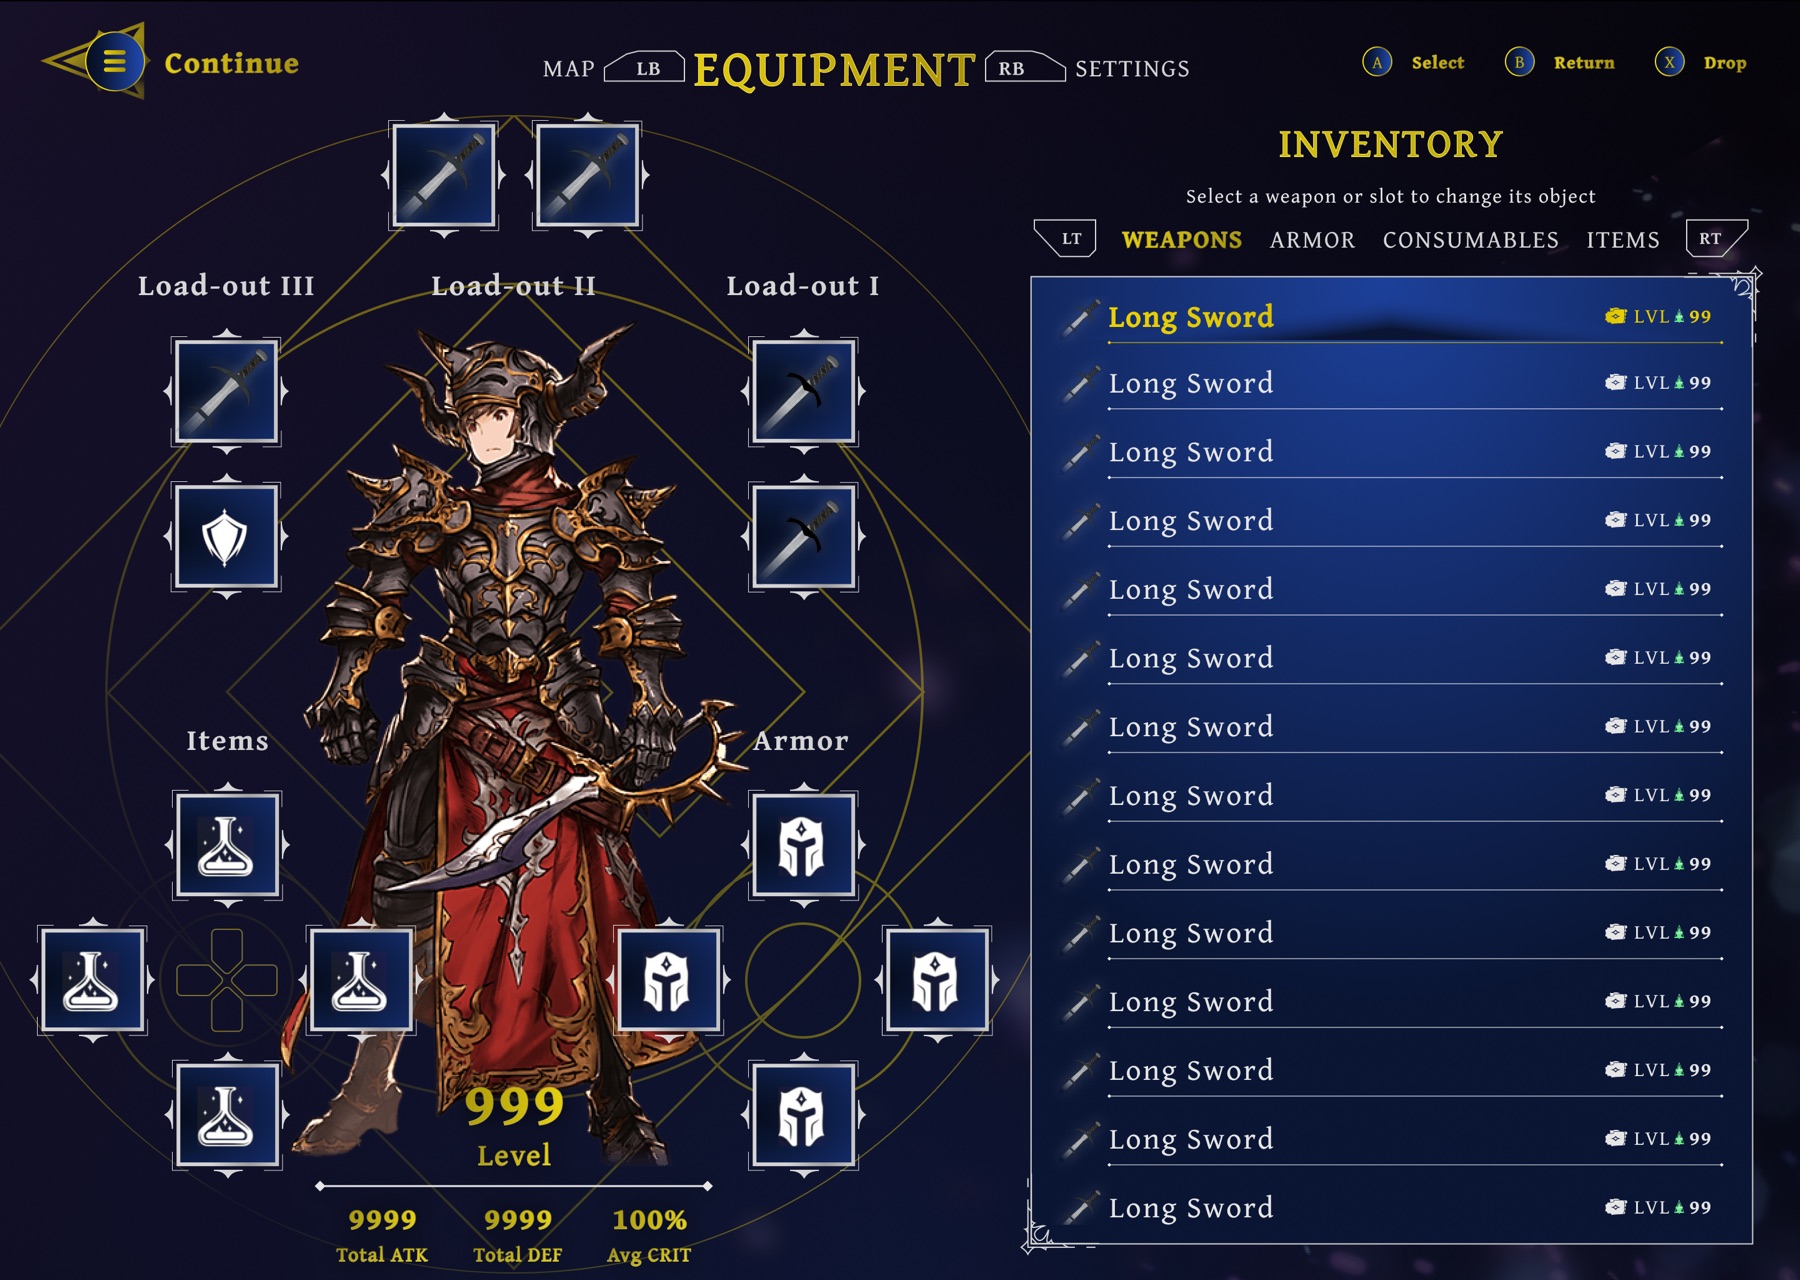 Continue
MAP LB EQUIPMENT RB SETTINGS
A Select B Return X Drop
INVENTORY
Select a weapon or slot to change its object
LT WEAPONS ARMOR CONSUMABLES ITEMS RT
Load-out III Load-out II Load-out I
Long Sword LVL 99
Long Sword LVL 99
Long Sword LVL 99
Long Sword LVL 99
Long Sword LVL 99
Long Sword LVL 99
Long Sword LVL 99
Long Sword LVL 99
Long Sword LVL 99
Long Sword LVL 99
Long Sword LVL 99
Long Sword LVL 99
Long Sword LVL 99
Long Sword LVL 99
Items Armor
999
Level
9999 9999 100%
Total ATK Total DEF Avg CRIT